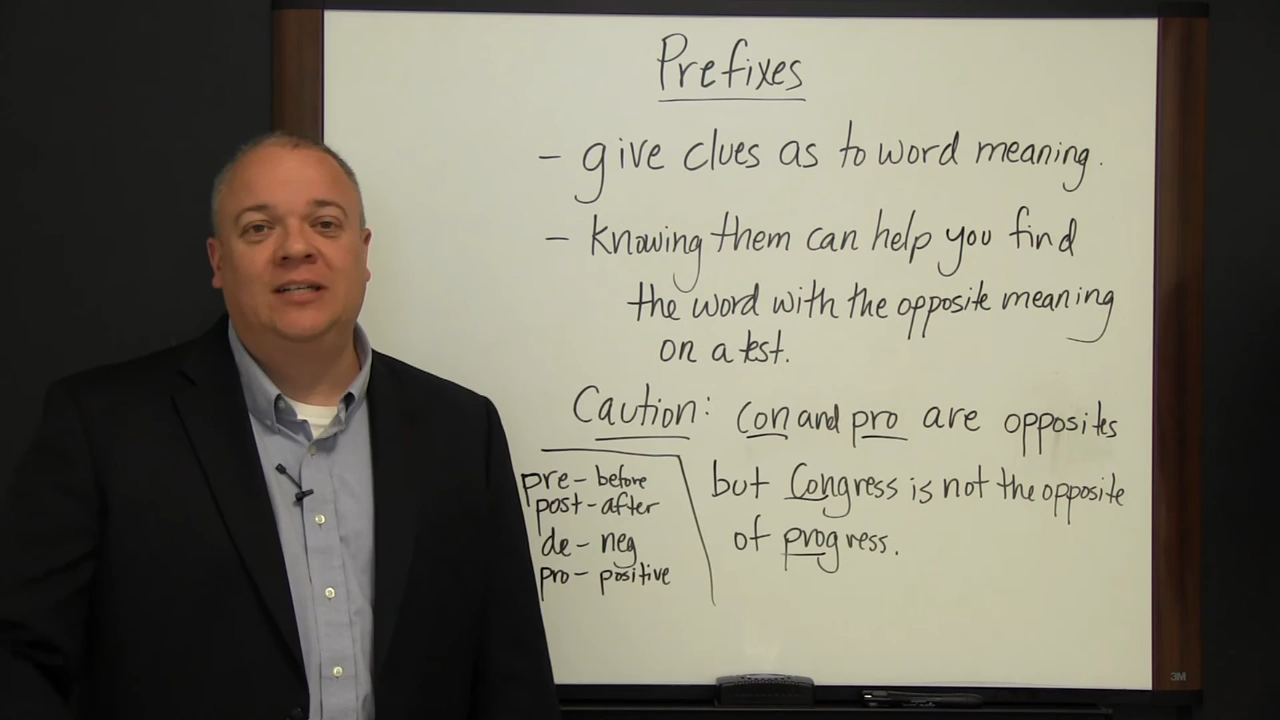 Prefixes
- give clues as to word meaning.
- knowing them can help you find
the word with the opposite meaning
on a test.
Caution: con and pro are opposites
but Congress is not the opposite
of progress.
pre - before
post - after
de - neg
pro - positive
3M